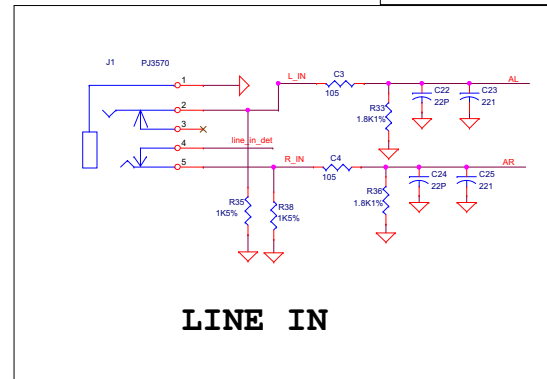 J1 PJ3570
1
2
3
4
5
L_IN
C3
105
AL
R33
1.8K1%
C22
22P
C23
221
line_in_det
R_IN
C4
105
AR
R35
1K5%
R38
1K5%
R36
1.8K1%
C24
22P
C25
221
LINE IN